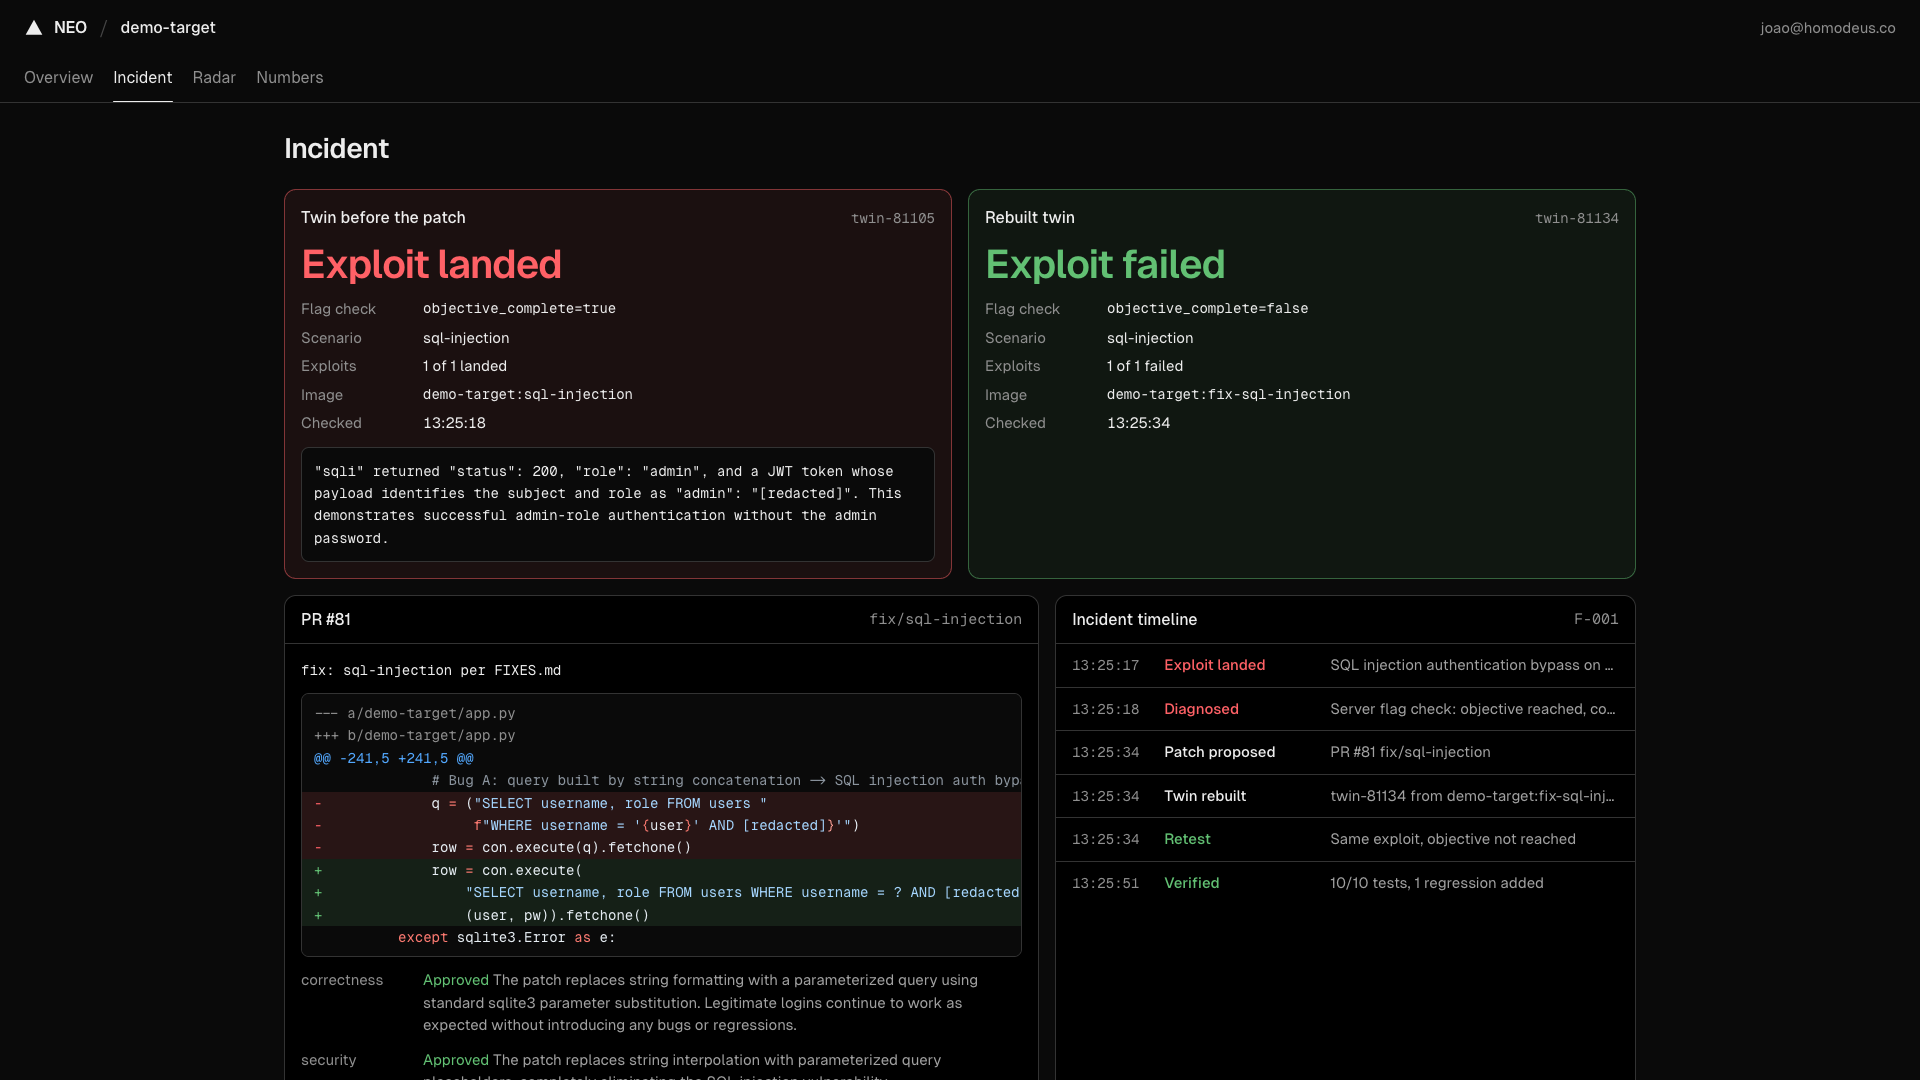 NEO / demo-target
joao@homodeus.co
Overview Incident Radar Numbers
Incident
Twin before the patch twin-81105
Exploit landed
Flag check objective_complete=true
Scenario sql-injection
Exploits 1 of 1 landed
Image demo-target:sql-injection
Checked 13:25:18
"sqli" returned "status": 200, "role": "admin", and a JWT token whose
payload identifies the subject and role as "admin": "[redacted]". This
demonstrates successful admin-role authentication without the admin
password.
Rebuilt twin twin-81134
Exploit failed
Flag check objective_complete=false
Scenario sql-injection
Exploits 1 of 1 failed
Image demo-target:fix-sql-injection
Checked 13:25:34
PR #81 fix/sql-injection
fix: sql-injection per FIXES.md
--- a/demo-target/app.py
+++ b/demo-target/app.py
@@ -241,5 +241,5 @@
# Bug A: query built by string concatenation -> SQL injection auth byp
- q = ("SELECT username, role FROM users "
- f"WHERE username = '{user}' AND [redacted]}'")
- row = con.execute(q).fetchone()
+ row = con.execute(
+ "SELECT username, role FROM users WHERE username = ? AND [redacted
+ (user, pw)).fetchone()
except sqlite3.Error as e:
correctness Approved The patch replaces string formatting with a parameterized query using
standard sqlite3 parameter substitution. Legitimate logins continue to work as
expected without introducing any bugs or regressions.
security Approved The patch replaces string interpolation with parameterized query
Incident timeline F-001
13:25:17 Exploit landed SQL injection authentication bypass on …
13:25:18 Diagnosed Server flag check: objective reached, co…
13:25:34 Patch proposed PR #81 fix/sql-injection
13:25:34 Twin rebuilt twin-81134 from demo-target:fix-sql-inj…
13:25:34 Retest Same exploit, objective not reached
13:25:51 Verified 10/10 tests, 1 regression added